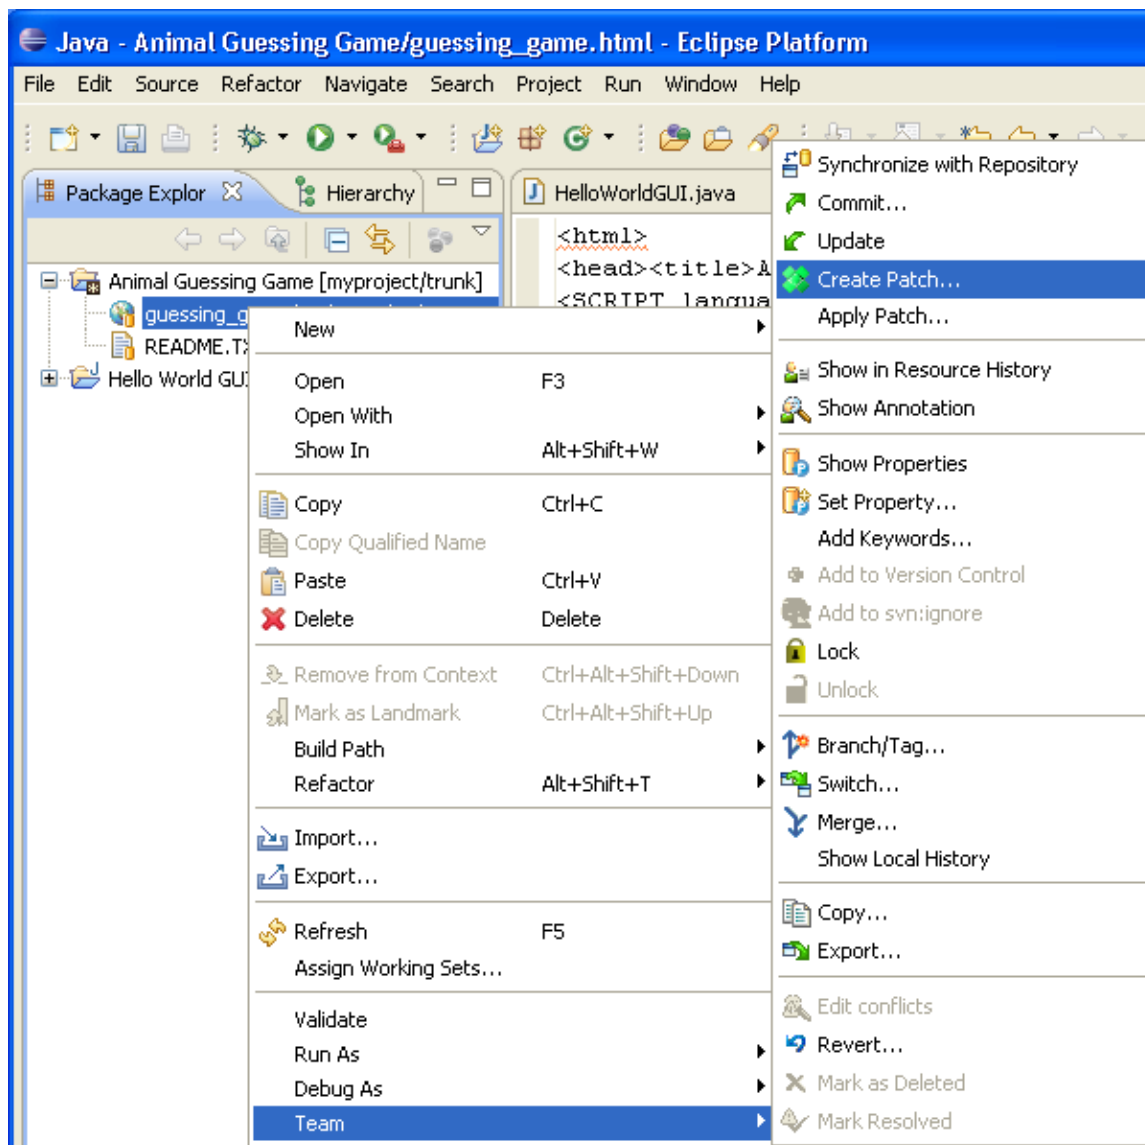 Java - Animal Guessing Game/guessing_game.html - Eclipse Platform
File Edit Source Refactor Navigate Search Project Run Window Help
Package Explor Hierarchy
HelloWorldGUI.java
<html>
<head><title>A
<SCRIPT langua
Animal Guessing Game [myproject/trunk]
guessing_g
README.TX
Hello World GUI
New
Open F3
Open With
Show In Alt+Shift+W
Copy Ctrl+C
Copy Qualified Name
Paste Ctrl+V
Delete Delete
Remove from Context Ctrl+Alt+Shift+Down
Mark as Landmark Ctrl+Alt+Shift+Up
Build Path
Refactor Alt+Shift+T
Import...
Export...
Refresh F5
Assign Working Sets...
Validate
Run As
Debug As
Team
Synchronize with Repository
Commit...
Update
Create Patch...
Apply Patch...
Show in Resource History
Show Annotation
Show Properties
Set Property...
Add Keywords...
Add to Version Control
Add to svn:ignore
Lock
Unlock
Branch/Tag...
Switch...
Merge...
Show Local History
Copy...
Export...
Edit conflicts
Revert...
Mark as Deleted
Mark Resolved